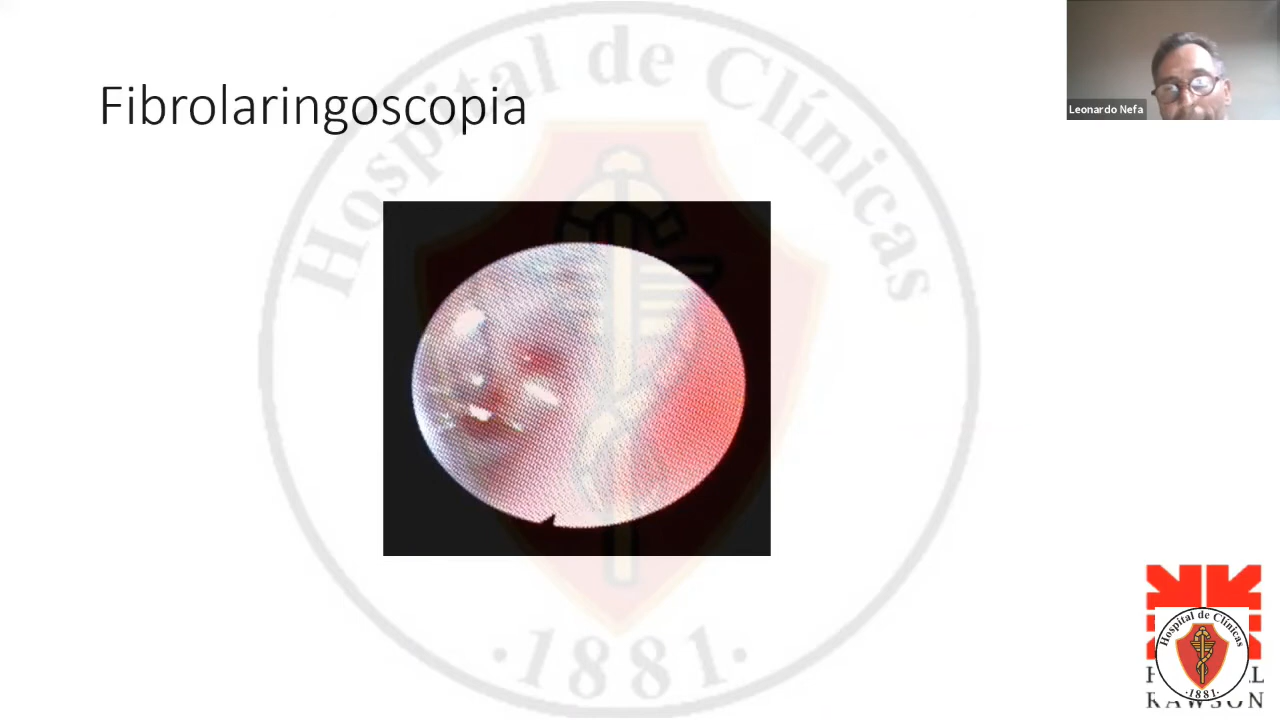 Fibrolaringoscopia
Leonardo Nefa
Hospital de Clínicas
·1881·
Hospital de Clínicas
·1881·